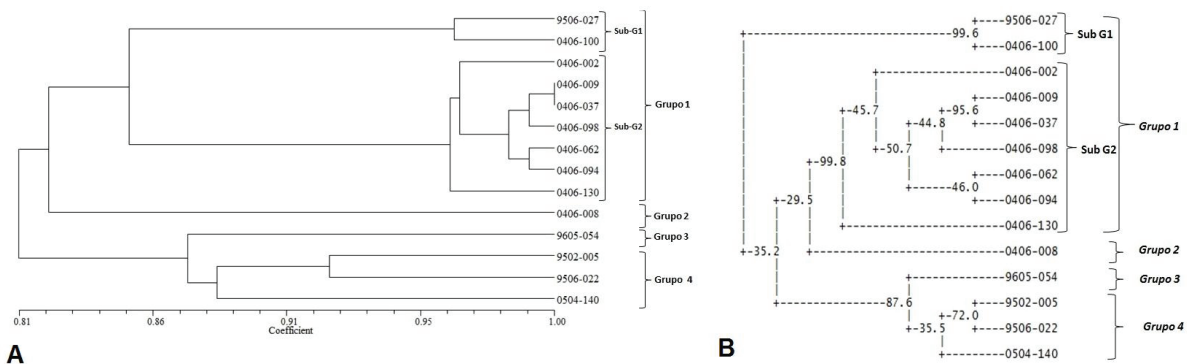 9506-027
0406-100
Sub-G1
0406-002
0406-009
0406-037
0406-098
0406-062
0406-094
0406-130
Sub-G2
Grupo 1
0406-008
Grupo 2
9605-054
Grupo 3
9502-005
9506-022
0504-140
Grupo 4
0.81 0.86 0.91 0.95 1.00
Coefficient
A
9506-027
99.6
0406-100
Sub G1
0406-002
0406-009
-45.7
-95.6
-44.8
0406-037
-50.7
0406-098
-99.8
0406-062
46.0
0406-094
-29.5
0406-130
Sub G2
Grupo 1
-35.2
0406-008
Grupo 2
9605-054
Grupo 3
87.6
9502-005
-72.0
-35.5
9506-022
0504-140
Grupo 4
B